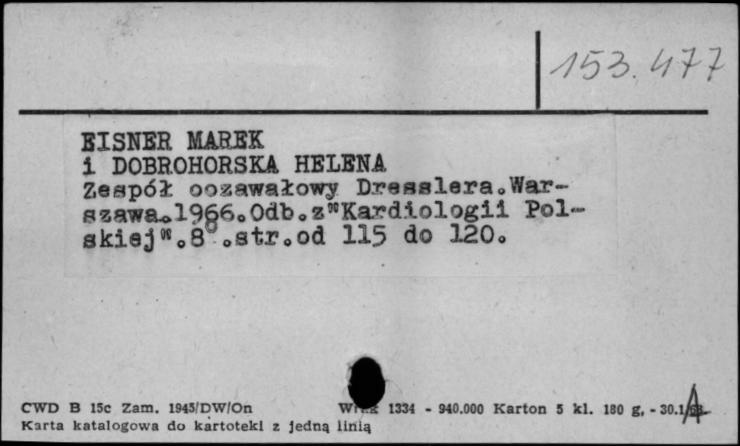 153.477
EISNER MAREK
i DOBROHORSKA HELENA
Zespół oozawałowy Dresslera.War-
szawa.1966.Odb.z"Kardiologii Pol-
skiej".8°.str.od 115 do 120.
CWD B 15c Zam. 1945/DW/On 1334 - 940.000 Karton 5 kl. 180 g, - 30.1
A
Karta katalogowa do kartoteki z jedną linią